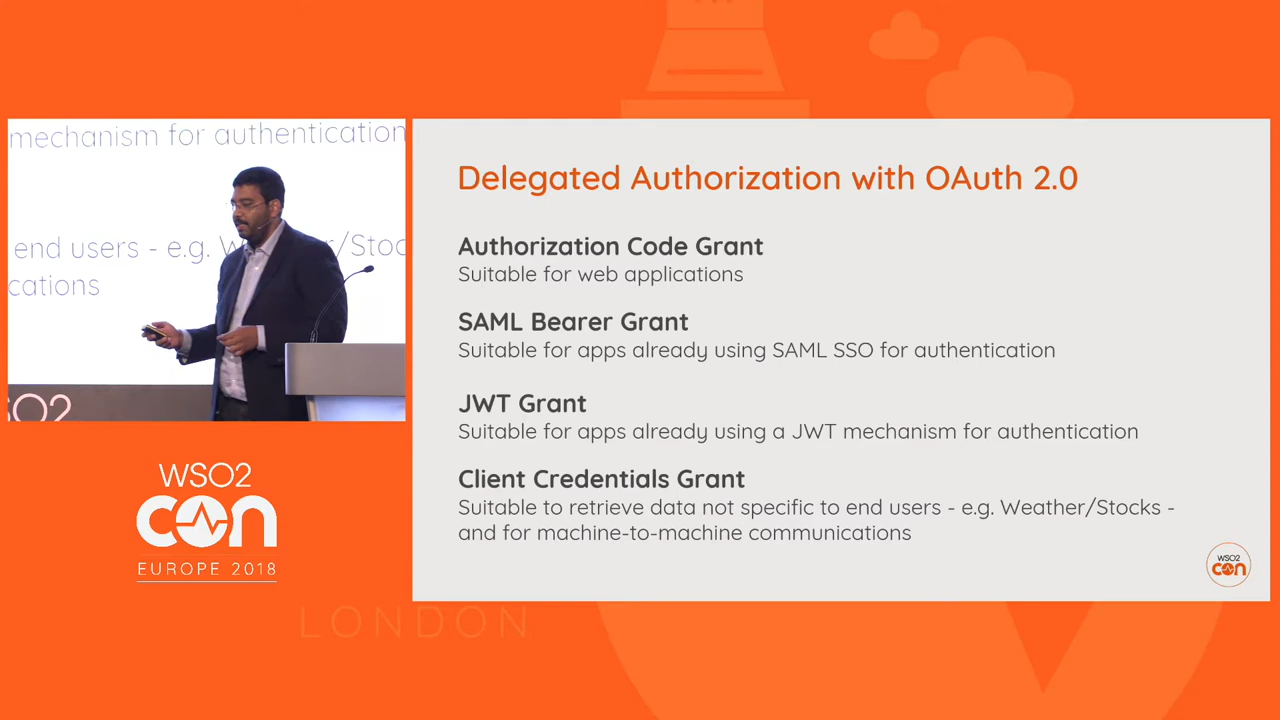 mechanism for authentication
end users - e.g. We
/Stoc
cations
SO2
WSO2
CON
EUROPE 2018
LONDON
Delegated Authorization with OAuth 2.0
Authorization Code Grant
Suitable for web applications
SAML Bearer Grant
Suitable for apps already using SAML SSO for authentication
JWT Grant
Suitable for apps already using a JWT mechanism for authentication
Client Credentials Grant
Suitable to retrieve data not specific to end users - e.g. Weather/Stocks -
and for machine-to-machine communications
WSO2
CON